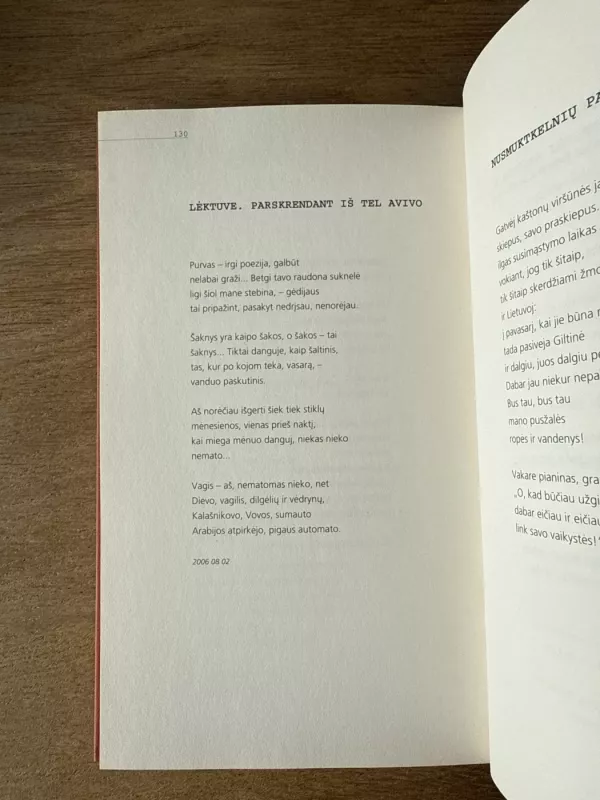 130
LĖKTUVE. PARSKRENDANT IŠ TEL AVIVO
Purvas – irgi poezija, galbūt
nelabai graži... Betgi tavo raudona suknelė
ligi šiol mane stebina, – gėdijaus
tai pripažint, pasakyt nedrįsau, nenorėjau.
Šaknys yra kaipo šakos, o šakos – tai
šaknys... Tiktai danguje, kaip šaltinis,
tas, kur po kojom teka, vasarą, –
vanduo paskutinis.
Aš norėčiau išgerti šiek tiek stiklų
mėnesienos, vienas prieš naktį,
kai miega mėnuo danguj, niekas nieko
nemato...
Vagis – aš, nematomas nieko, net
Dievo, vagilis, dilgėlių ir vėdrynų,
Kalašnikovo, Vovos, sumauto
Arabijos atpirkėjo, pigaus automato.
2006 08 02
NUSMUKTKELNIŲ
Gatvėj kaštonų viršūnės
skiepus, savo praskiepus.
ilgas susimąstymo laikas
vokiant, jog tik šitaip,
tik šitaip skerdžiami
ir Lietuvoj:
į pavasarį, kai jie būna
tada pasiveja Giltinė
ir dalgiu, juos dalgiu
Dabar jau niekur
Bus tau, bus tau
mano pusžalės
ropės ir vandenys!
Vakare pianinas,
„O, kad būčiau
dabar eičiau ir
link savo vaikystės!